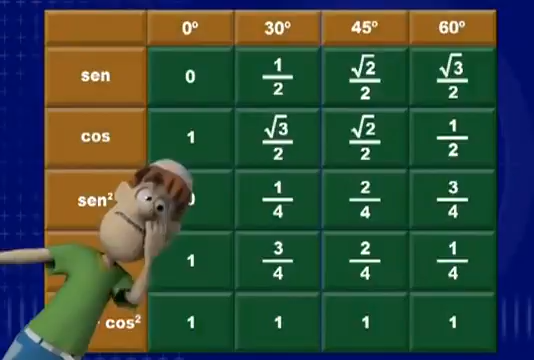 0º 30º 45º 60º
sen 0 1/2 √2/2 √3/2
cos 1 √3/2 √2/2 1/2
sen² 1/4 2/4 3/4
1 3/4 2/4 1/4
cos² 1 1 1 1